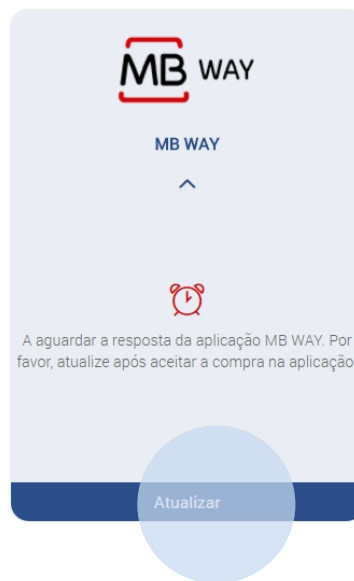 MB WAY
MB WAY
A aguardar a resposta da aplicação MB WAY. Por
favor, atualize após aceitar a compra na aplicação
Atualizar